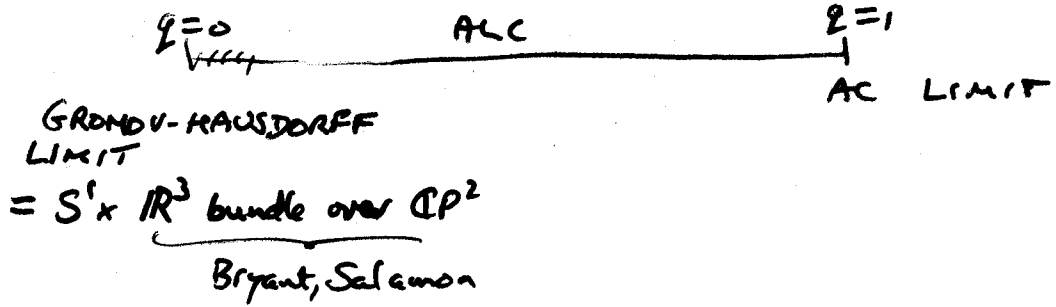 q=0 ALC q=1
AC LIMIT
GROMOV-HAUSDORFF
LIMIT
= S¹× ℝ³ bundle over ℂP²
Bryant, Salamon